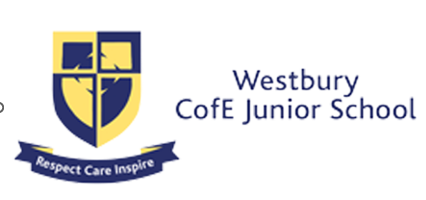 Westbury
CofE Junior School
Respect Care Inspire